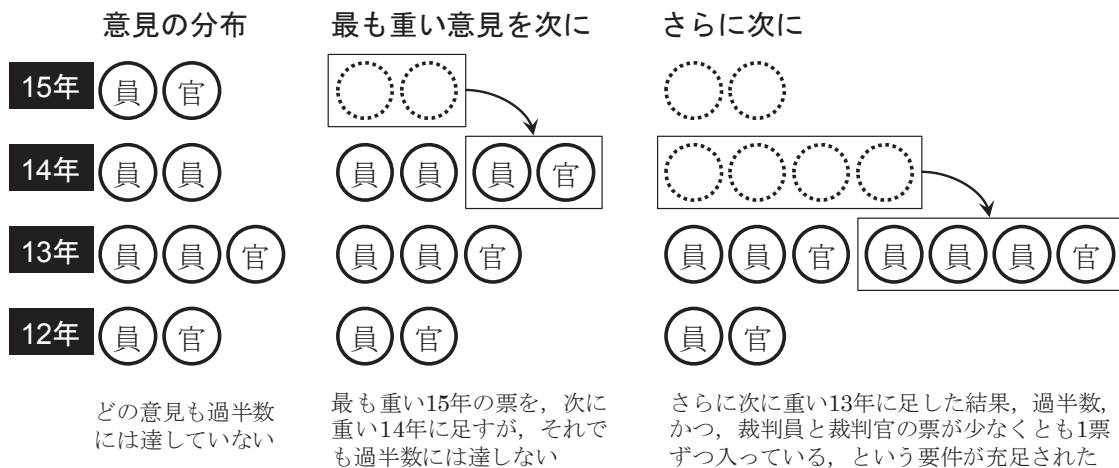 意見の分布
最も重い意見を次に
さらに次に
15年 員 官
14年 員 員 員 員 員 官
13年 員 員 官 員 員 官 員 員 官 員 員 員 官
12年 員 官 員 官 員 官
どの意見も過半数
には達していない
最も重い15年の票を，次に
重い14年に足すが，それで
も過半数には達しない
さらに次に重い13年に足した結果，過半数，
かつ，裁判員と裁判官の票が少なくとも1票
ずつ入っている，という要件が充足された